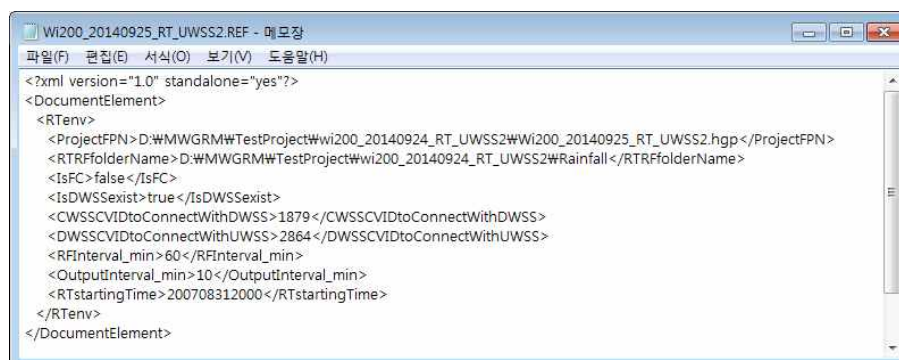 Wi200_20140925_RT_UWSS2.REF - 메모장
파일(F) 편집(E) 서식(O) 보기(V) 도움말(H)
<?xml version="1.0" standalone="yes"?>
<DocumentElement>
<RTenv>
<ProjectFPN>D:₩MWGRM₩TestProject₩wi200_20140924_RT_UWSS2₩Wi200_20140925_RT_UWSS2.hgp</ProjectFPN>
<RTRFfolderName>D:₩MWGRM₩TestProject₩wi200_20140924_RT_UWSS2₩Rainfall</RTRFfolderName>
<IsFC>false</IsFC>
<IsDWSSexist>true</IsDWSSexist>
<CWSSCVIDtoConnectWithDWSS>1879</CWSSCVIDtoConnectWithDWSS>
<DWSSCVIDtoConnectWithUWSS>2864</DWSSCVIDtoConnectWithUWSS>
<RFInterval_min>60</RFInterval_min>
<OutputInterval_min>10</OutputInterval_min>
<RTstartingTime>200708312000</RTstartingTime>
</RTenv>
</DocumentElement>